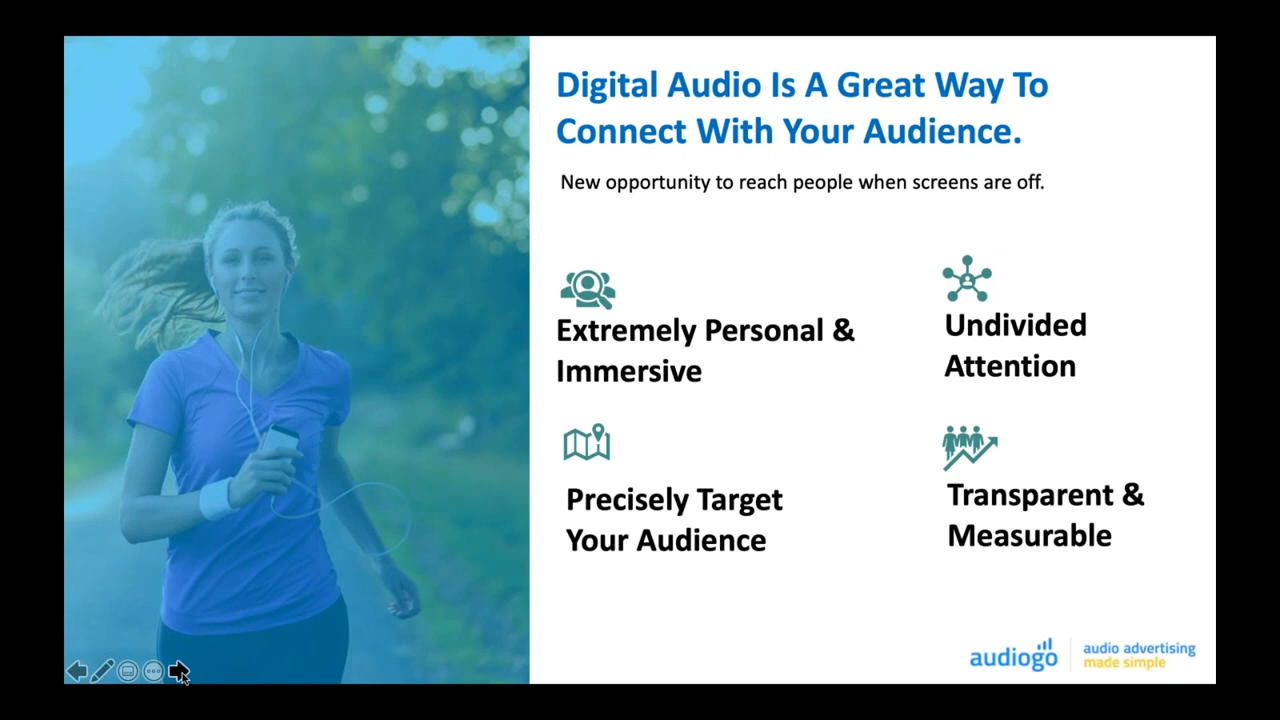 Digital Audio Is A Great Way To
Connect With Your Audience.
New opportunity to reach people when screens are off.
Extremely Personal &
Immersive
Undivided
Attention
Precisely Target
Your Audience
Transparent &
Measurable
audiogo
audio advertising
made simple